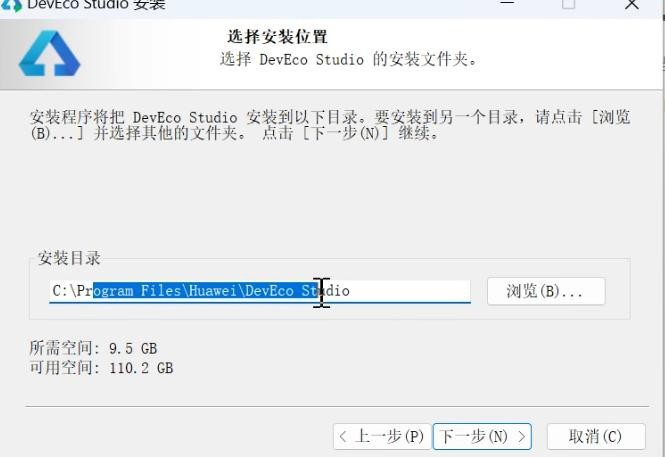 DevEco Studio 安装
选择安装位置
选择 DevEco Studio 的安装文件夹。
安装程序将把 DevEco Studio 安装到以下目录。要安装到另一个目录，请点击 [浏览
(B)...] 并选择其他的文件夹。 点击 [下一步(N)] 继续。
安装目录
C:\Program Files\Huawei\DevEco Studio
浏览(B)...
所需空间: 9.5 GB
可用空间: 110.2 GB
< 上一步(P)
下一步(N) >
取消(C)